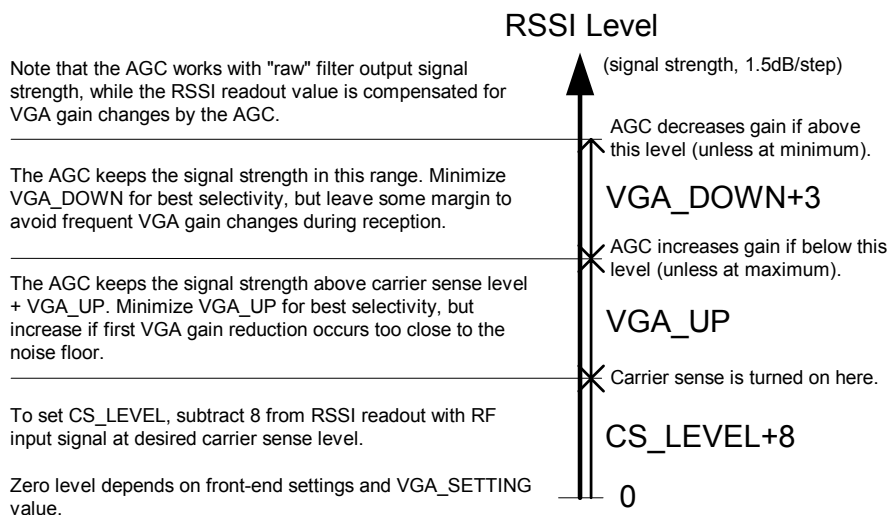 RSSI Level
(signal strength, 1.5dB/step)
Note that the AGC works with "raw" filter output signal
strength, while the RSSI readout value is compensated for
VGA gain changes by the AGC.
AGC decreases gain if above
this level (unless at minimum).
The AGC keeps the signal strength in this range. Minimize
VGA_DOWN for best selectivity, but leave some margin to
avoid frequent VGA gain changes during reception.
VGA_DOWN+3
AGC increases gain if below this
level (unless at maximum).
The AGC keeps the signal strength above carrier sense level
+ VGA_UP. Minimize VGA_UP for best selectivity, but
increase if first VGA gain reduction occurs too close to the
noise floor.
VGA_UP
Carrier sense is turned on here.
To set CS_LEVEL, subtract 8 from RSSI readout with RF
input signal at desired carrier sense level.
CS_LEVEL+8
Zero level depends on front-end settings and VGA_SETTING
value.
0